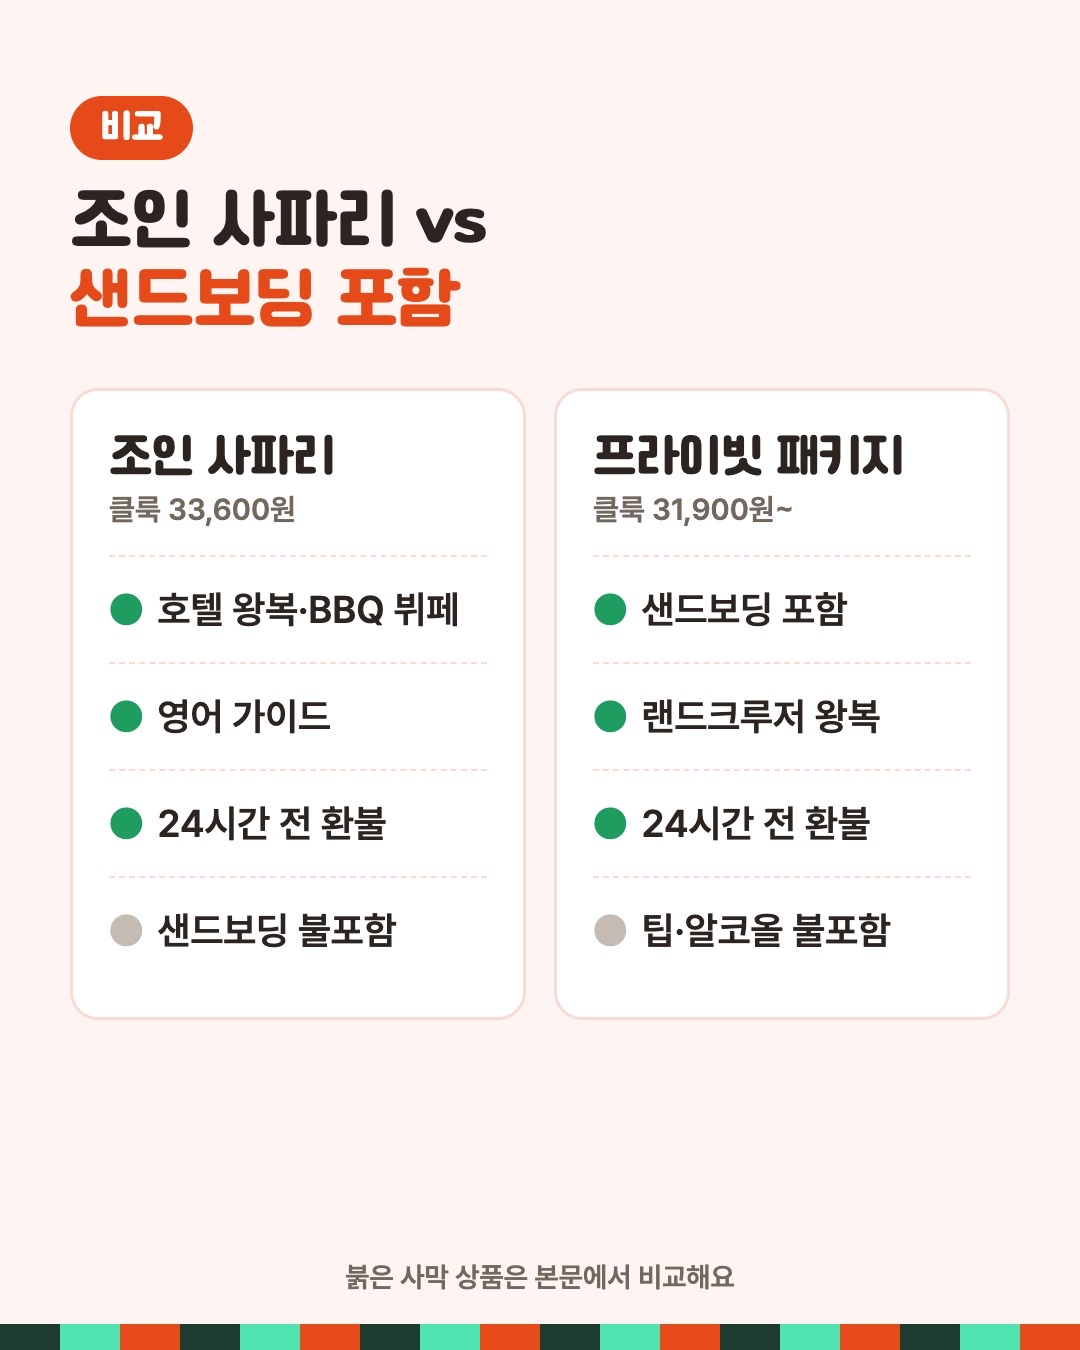 비교
조인 사파리 vs
샌드보딩 포함
조인 사파리
클룩 33,600원
호텔 왕복·BBQ 뷔페
영어 가이드
24시간 전 환불
샌드보딩 불포함
프라이빗 패키지
클룩 31,900원~
샌드보딩 포함
랜드크루저 왕복
24시간 전 환불
팁·알코올 불포함
붉은 사막 상품은 본문에서 비교해요